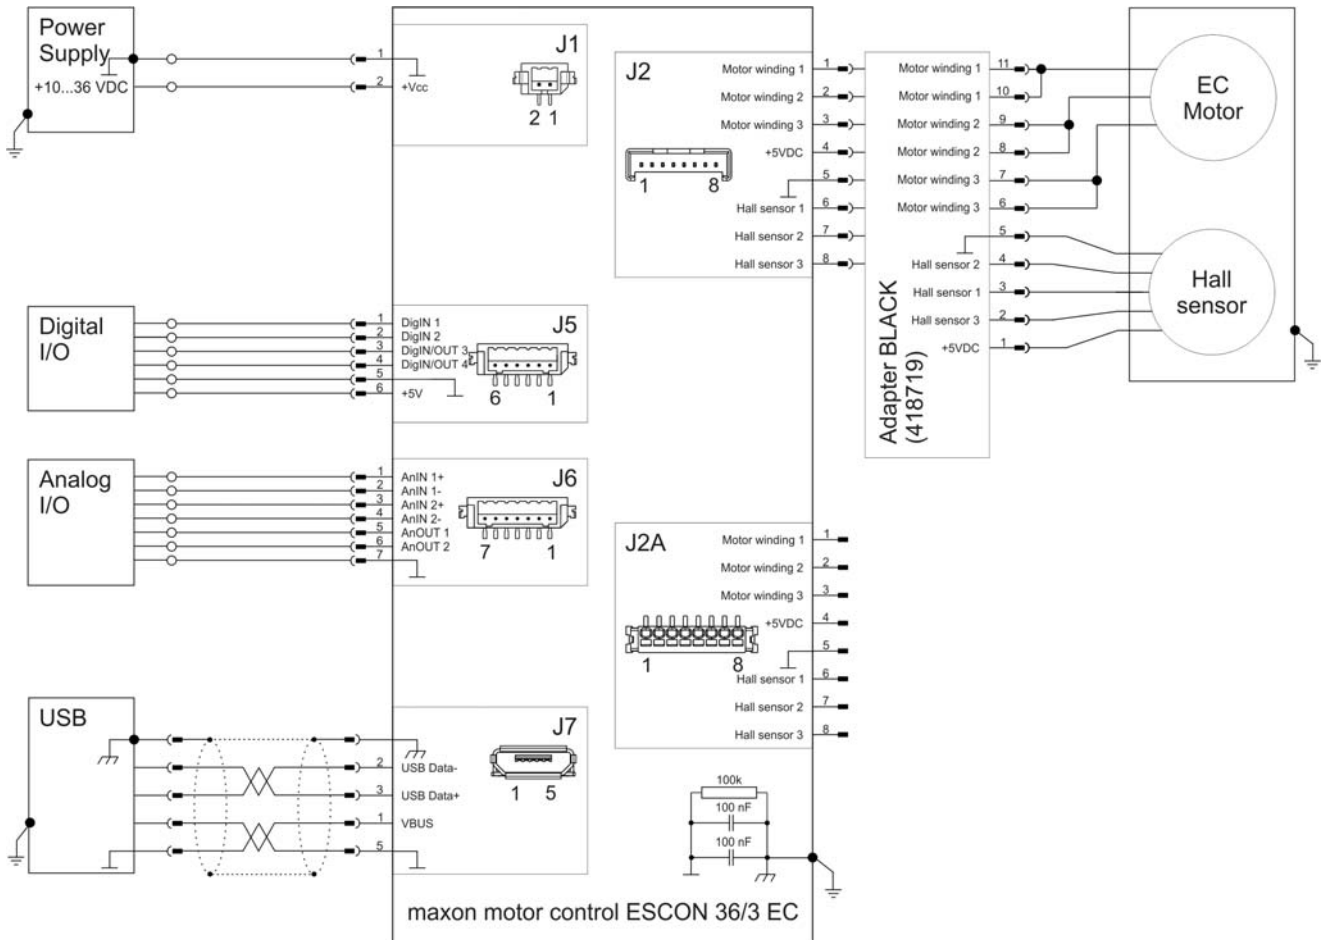 Power
Supply
+10...36 VDC
1
2
+Vcc
J1
2 1
J2
1
8
Motor winding 1
Motor winding 2
Motor winding 3
+5VDC
Hall sensor 1
Hall sensor 2
Hall sensor 3
1
2
3
4
5
6
7
8
Adapter BLACK
(418719)
Motor winding 1
Motor winding 1
Motor winding 2
Motor winding 2
Motor winding 3
Motor winding 3
Hall sensor 2
Hall sensor 1
Hall sensor 3
+5VDC
11
10
9
8
7
6
5
4
3
2
1
EC
Motor
Hall
sensor
Digital
I/O
1
2
3
4
5
6
DigIN 1
DigIN 2
DigIN/OUT 3
DigIN/OUT 4
+5V
J5
6
1
Analog
I/O
1
2
3
4
5
6
7
AnIN 1+
AnIN 1-
AnIN 2+
AnIN 2-
AnOUT 1
AnOUT 2
J6
7
1
J2A
1
8
Motor winding 1
Motor winding 2
Motor winding 3
+5VDC
Hall sensor 1
Hall sensor 2
Hall sensor 3
1
2
3
4
5
6
7
8
USB
2
3
1
5
USB Data-
USB Data+
VBUS
J7
1 5
100k
100 nF
100 nF
maxon motor control ESCON 36/3 EC